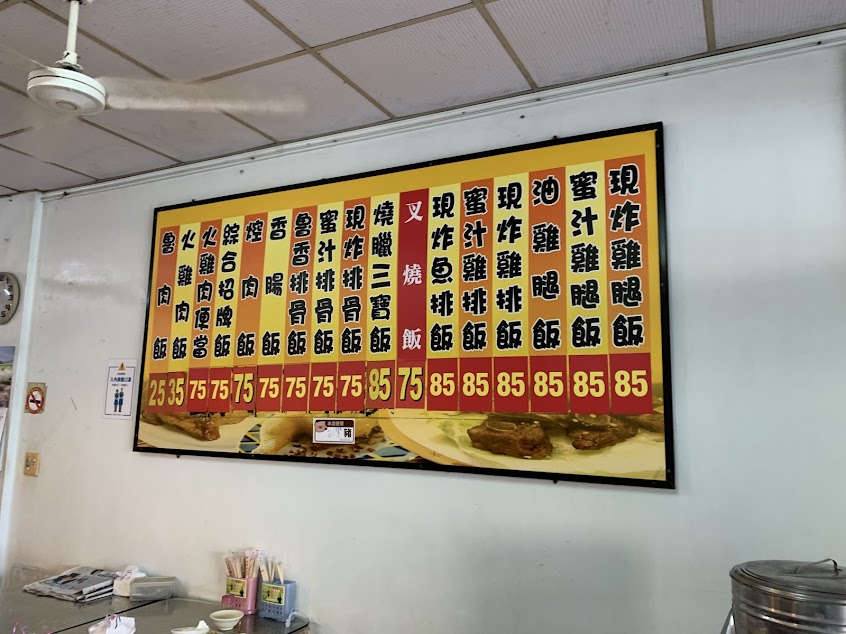 現炸雞腿飯 85
蜜汁雞腿飯 85
油雞腿飯 85
現炸雞排飯 85
蜜汁雞排飯 85
現炸魚排飯 85
叉燒飯 75
燒臘三寶飯 85
現炸排骨飯 75
蜜汁排骨飯 75
魯香排骨飯 75
香腸飯 75
焢肉飯 75
綜合招牌飯 75
火雞肉便當 75
火雞肉飯 35
魯肉飯 25
豬